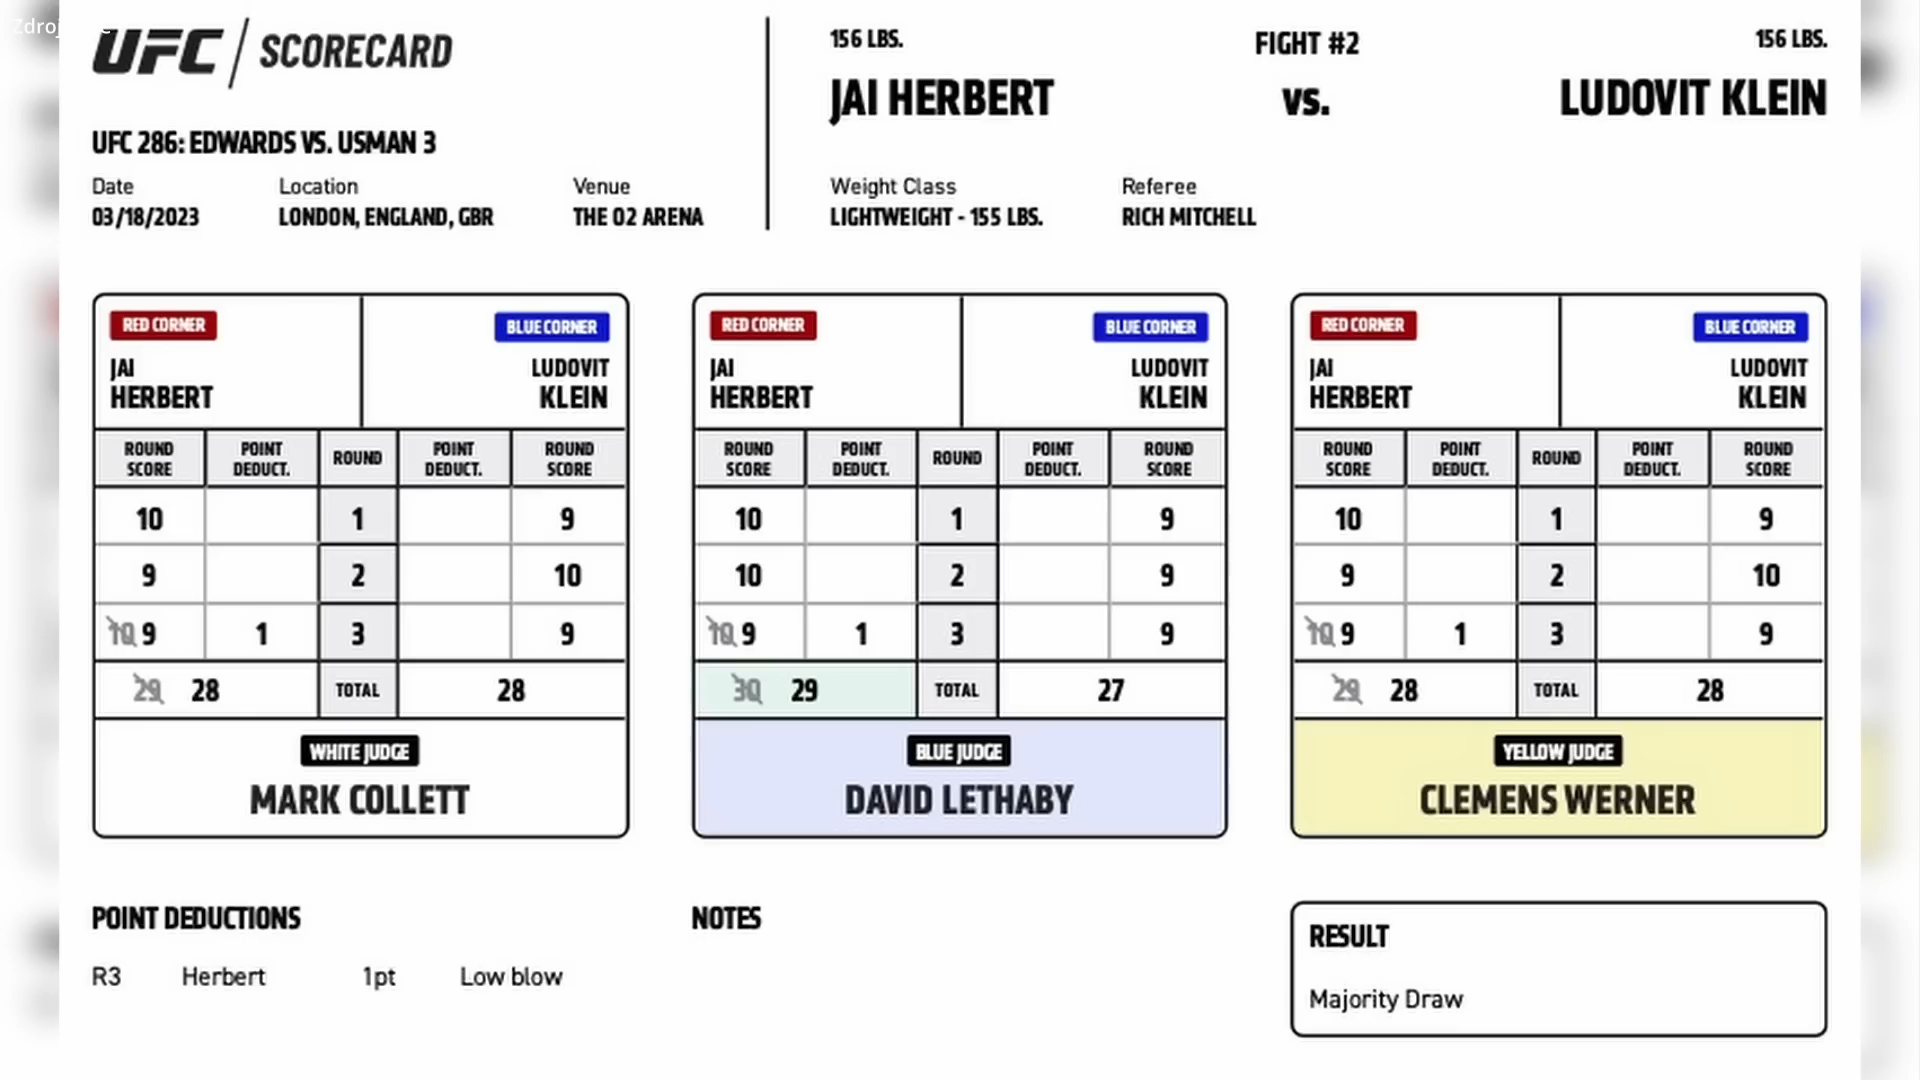 UFC / SCORECARD
UFC 286: EDWARDS VS. USMAN 3
Date Location Venue
03/18/2023 LONDON, ENGLAND, GBR THE O2 ARENA
156 LBS. FIGHT #2 156 LBS.
JAI HERBERT VS. LUDOVIT KLEIN
Weight Class Referee
LIGHTWEIGHT - 155 LBS. RICH MITCHELL
RED CORNER BLUE CORNER
JAI LUDOVIT
HERBERT KLEIN
ROUND POINT ROUND POINT ROUND
SCORE DEDUCT. DEDUCT. SCORE
10 1 9
9 2 10
10 9 1 3 9
29 28 TOTAL 28
WHITE JUDGE
MARK COLLETT
RED CORNER BLUE CORNER
JAI LUDOVIT
HERBERT KLEIN
ROUND POINT ROUND POINT ROUND
SCORE DEDUCT. DEDUCT. SCORE
10 1 9
10 2 9
10 9 1 3 9
30 29 TOTAL 27
BLUE JUDGE
DAVID LETHABY
RED CORNER BLUE CORNER
JAI LUDOVIT
HERBERT KLEIN
ROUND POINT ROUND POINT ROUND
SCORE DEDUCT. DEDUCT. SCORE
10 1 9
9 2 10
10 9 1 3 9
29 28 TOTAL 28
YELLOW JUDGE
CLEMENS WERNER
POINT DEDUCTIONS
R3 Herbert 1pt Low blow
NOTES
RESULT
Majority Draw